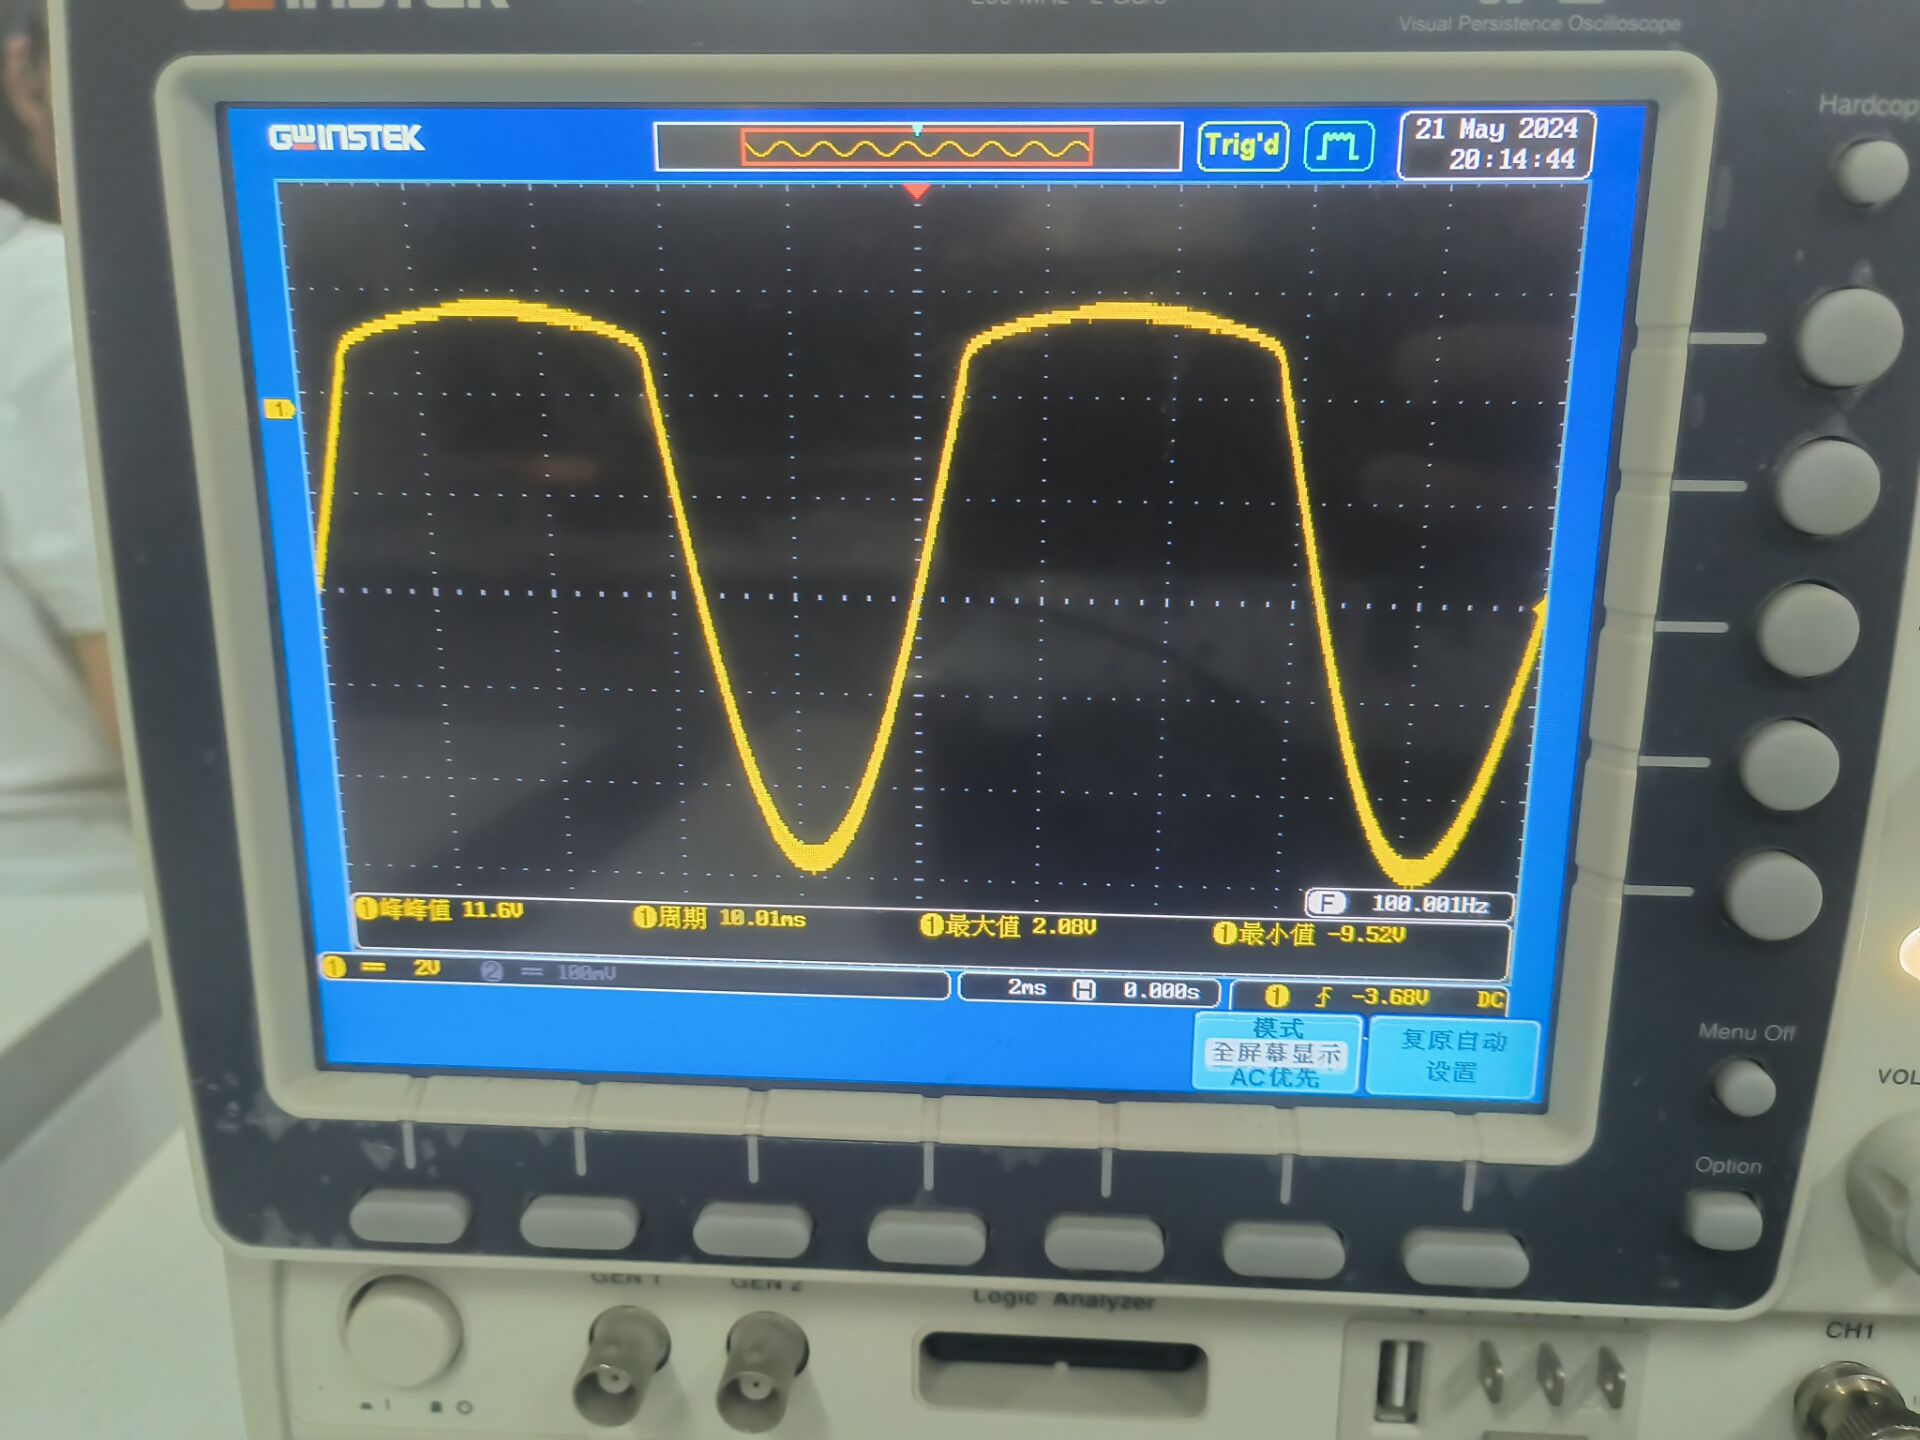 Visual Persistence Oscilloscope
Hardcop
GWINSTEK
Trig'd
21 May 2024
20:14:44
1
F 100.001Hz
1 峰峰值 11.6V
1 周期 10.01ms
1 最大值 2.08V
1 最小值 -9.52V
1 2V 2 100mV
2ms H 0.000s
1 -3.68V DC
模式
全屏幕显示
AC优先
复原自动
设置
Menu Off
VOL
Option
GEN 1
GEN 2
Logic Analyzer
CH1